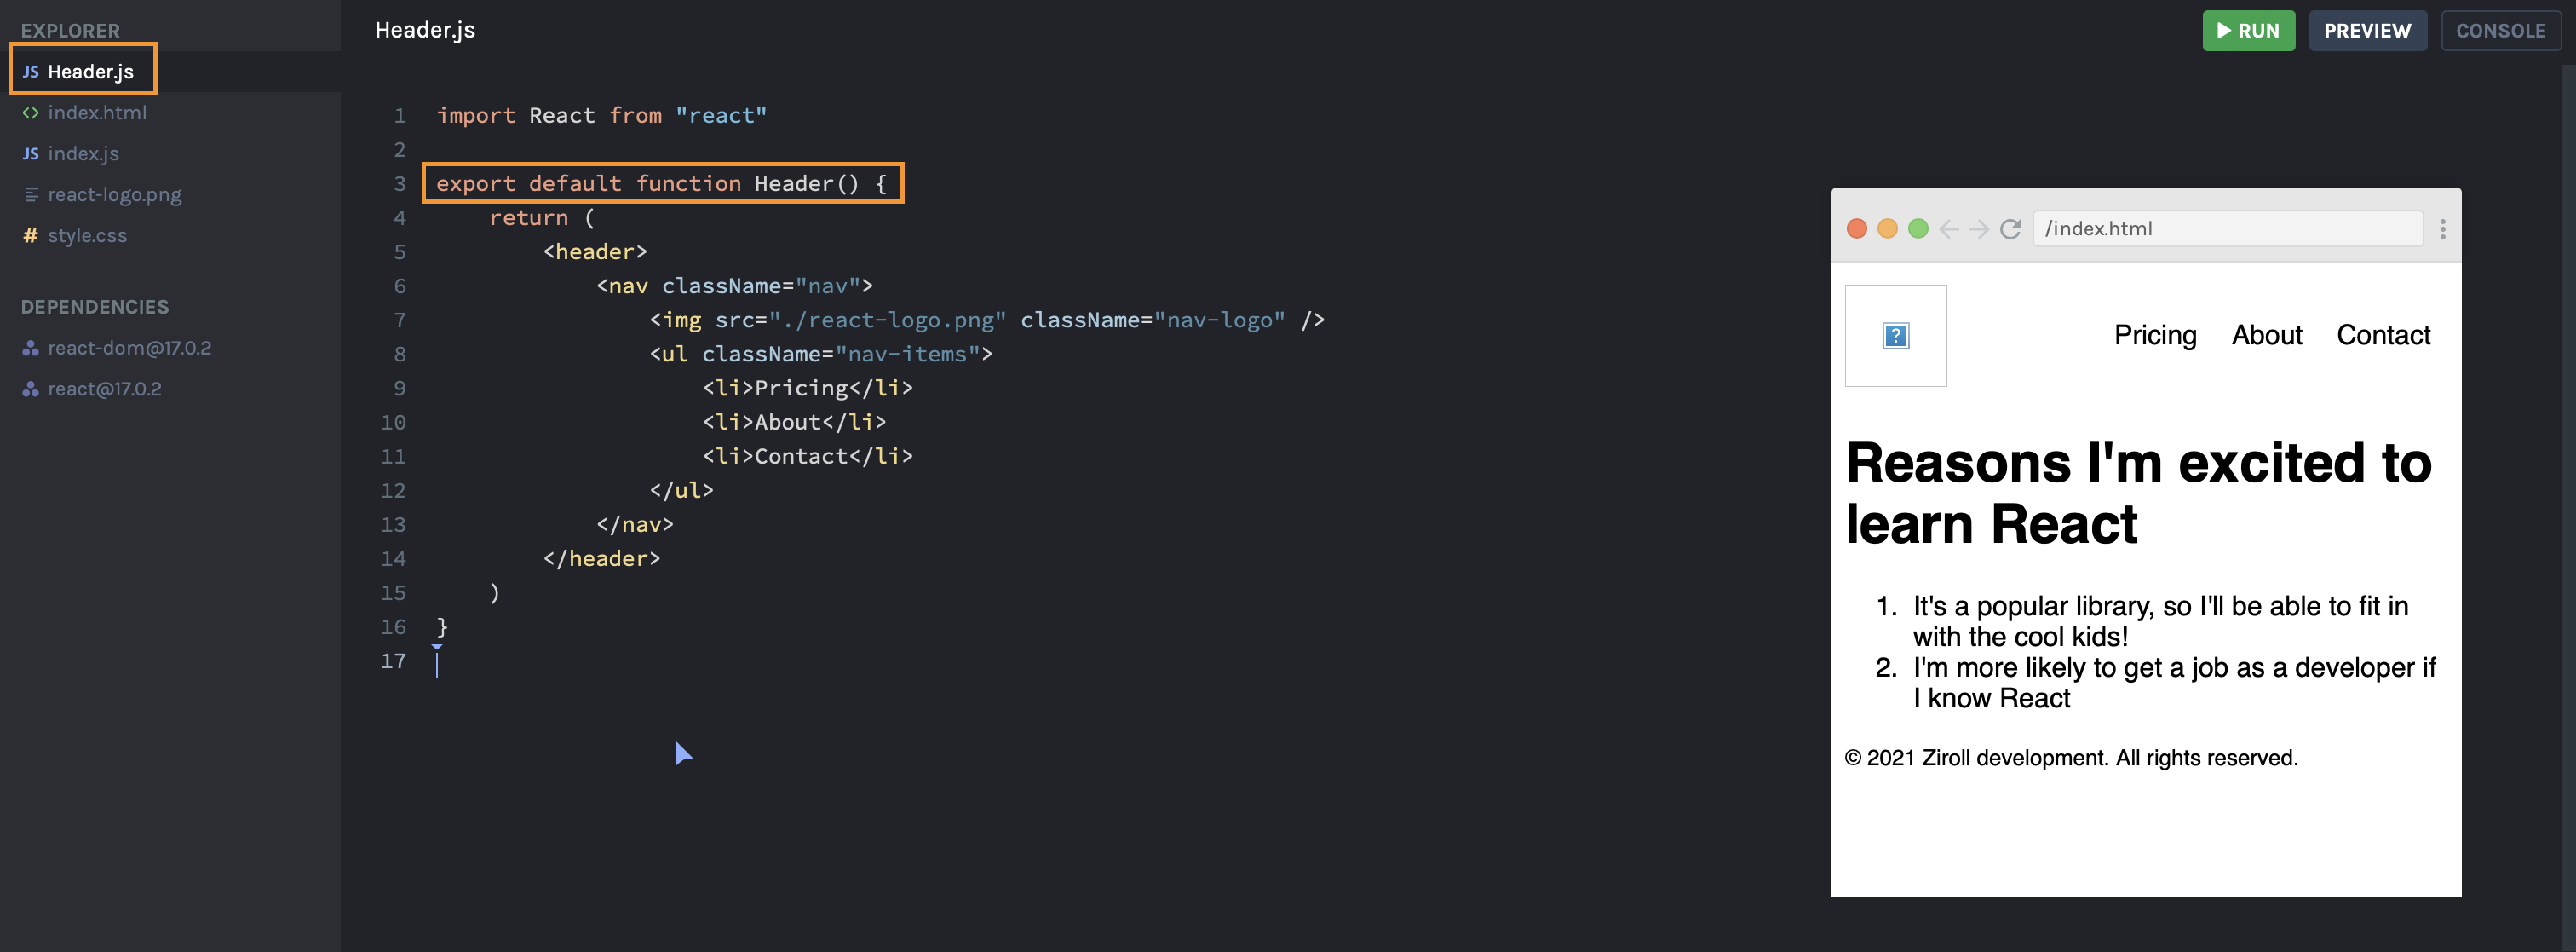 EXPLORER
JS Header.js
<> index.html
JS index.js
react-logo.png
# style.css
DEPENDENCIES
react-dom@17.0.2
react@17.0.2
Header.js
RUN PREVIEW CONSOLE
1 import React from "react"
2
3 export default function Header() {
4 return (
5 <header>
6 <nav className="nav">
7 <img src="./react-logo.png" className="nav-logo" />
8 <ul className="nav-items">
9 <li>Pricing</li>
10 <li>About</li>
11 <li>Contact</li>
12 </ul>
13 </nav>
14 </header>
15 )
16 }
17
/index.html
?
Pricing About Contact
Reasons I'm excited to
learn React
1. It's a popular library, so I'll be able to fit in
with the cool kids!
2. I'm more likely to get a job as a developer if
I know React
© 2021 Ziroll development. All rights reserved.